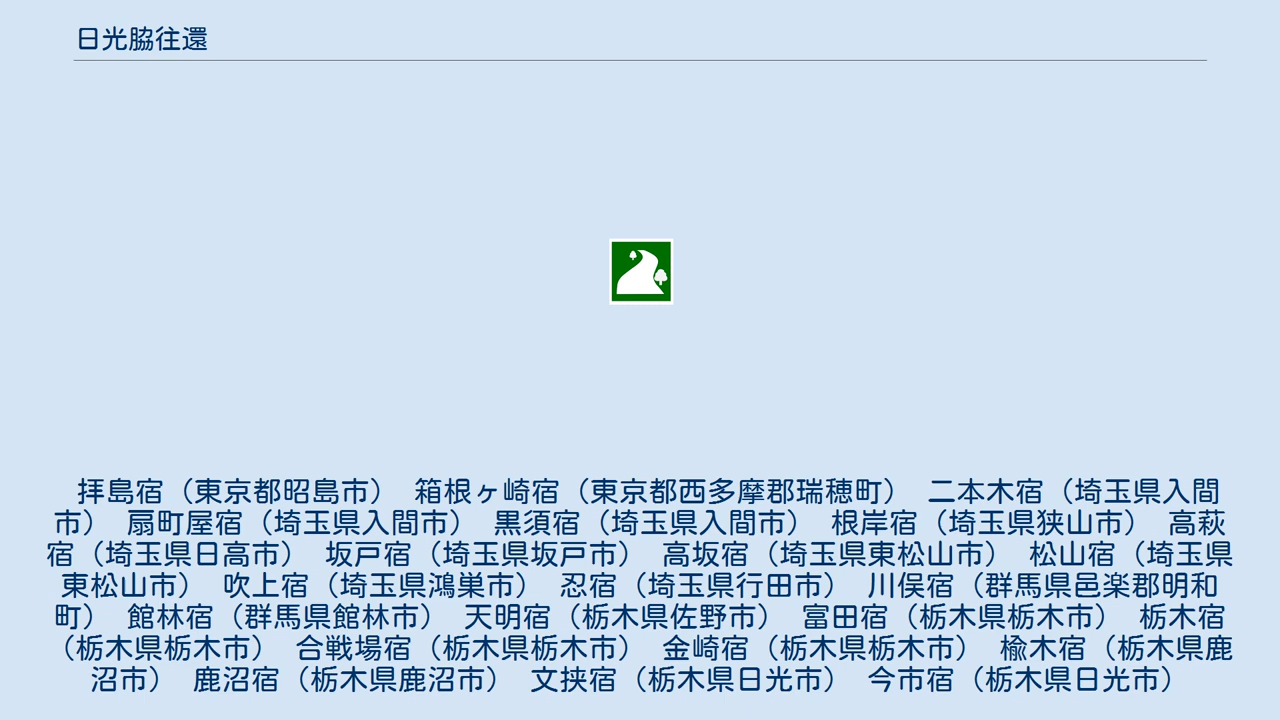 日光脇往還
拝島宿（東京都昭島市）　箱根ヶ崎宿（東京都西多摩郡瑞穂町）　二本木宿（埼玉県入間
市）　扇町屋宿（埼玉県入間市）　黒須宿（埼玉県入間市）　根岸宿（埼玉県狭山市）　高萩
宿（埼玉県日高市）　坂戸宿（埼玉県坂戸市）　高坂宿（埼玉県東松山市）　松山宿（埼玉県
東松山市）　吹上宿（埼玉県鴻巣市）　忍宿（埼玉県行田市）　川俣宿（群馬県邑楽郡明和
町）　館林宿（群馬県館林市）　天明宿（栃木県佐野市）　富田宿（栃木県栃木市）　栃木宿
（栃木県栃木市）　合戦場宿（栃木県栃木市）　金崎宿（栃木県栃木市）　楡木宿（栃木県鹿
沼市）　鹿沼宿（栃木県鹿沼市）　文挟宿（栃木県日光市）　今市宿（栃木県日光市）